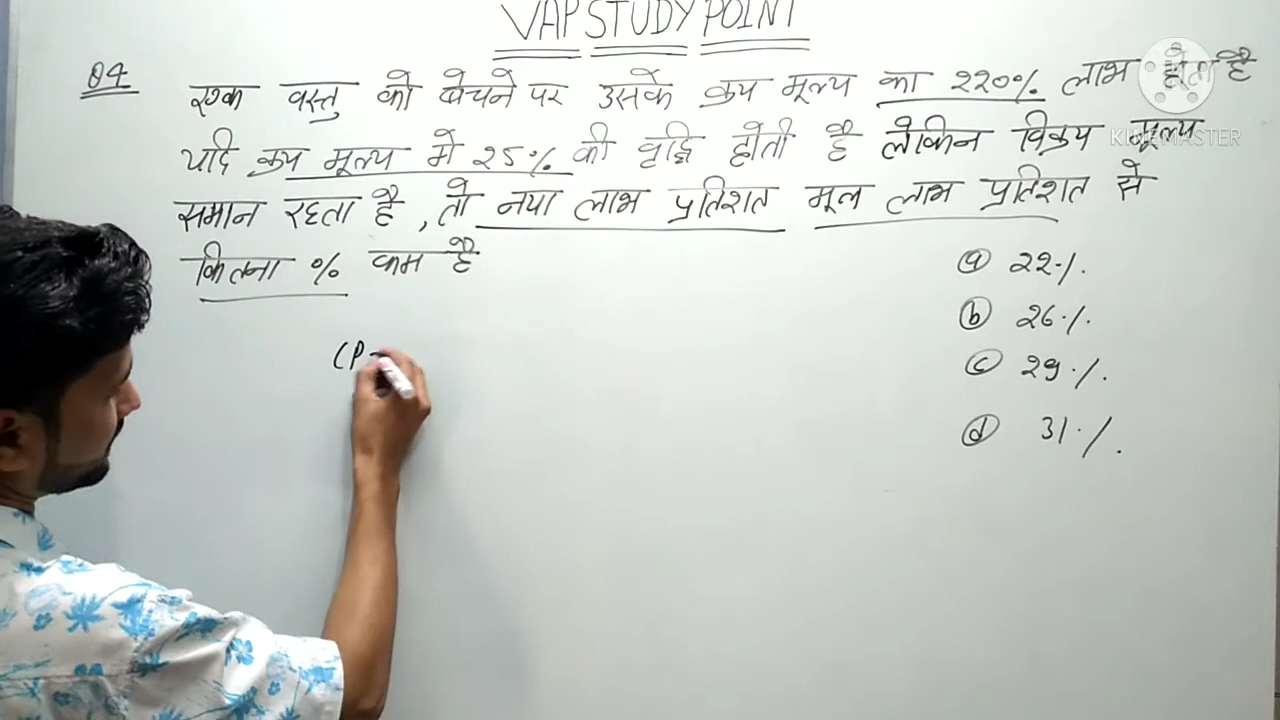 VAP STUDY POINT
Q4 एक वस्तु को बेचने पर उसके क्रय मूल्य का 220% लाभ होता है
यदि क्रय मूल्य में 25% की वृद्धि होती है लेकिन विक्रय मूल्य
समान रहता है, तो नया लाभ प्रतिशत मूल लाभ प्रतिशत से
कितना % कम है
(a) 22%
(b) 26%
(c) 29%
(d) 31%
CP
KINEMASTER